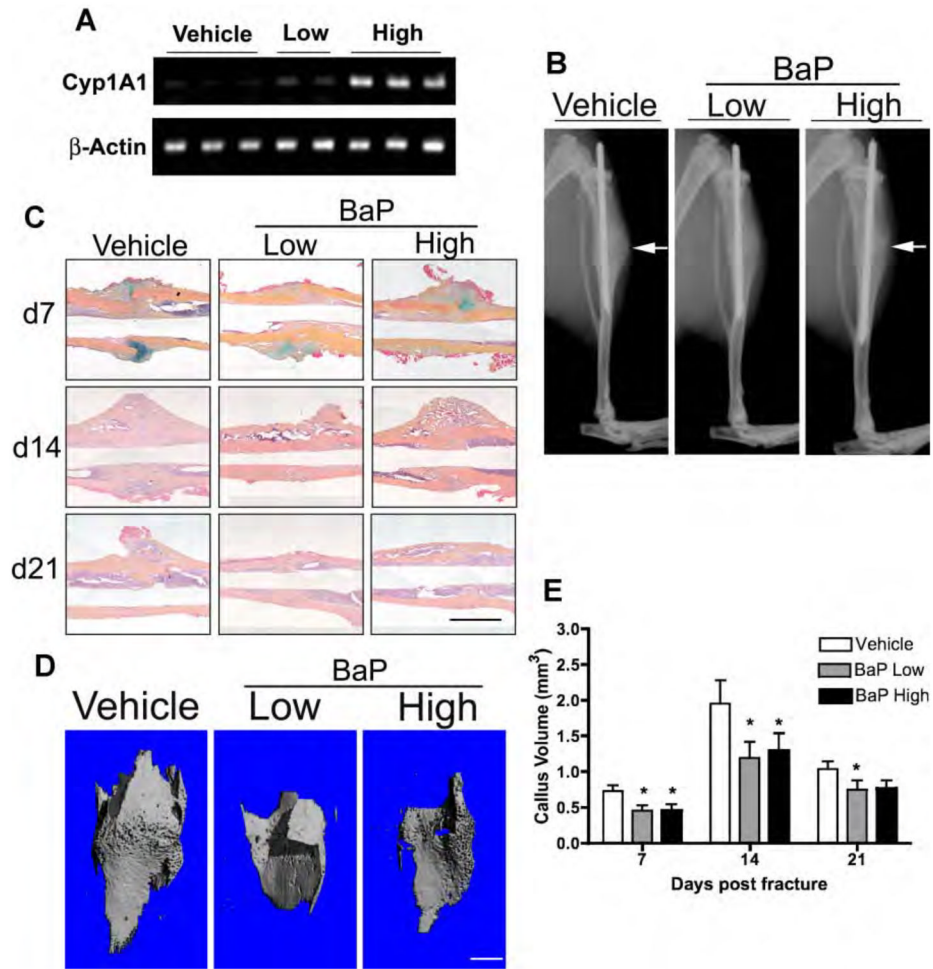 A
Vehicle Low High
Cyp1A1
β-Actin
B
BaP
Vehicle Low High
C
BaP
Vehicle Low High
d7
d14
d21
D
BaP
Vehicle Low High
E
3.0
2.5
2.0
1.5
1.0
0.5
0.0
Callus Volume (mm³)
Vehicle
BaP Low
BaP High
* *
* *
*
7 14 21
Days post fracture